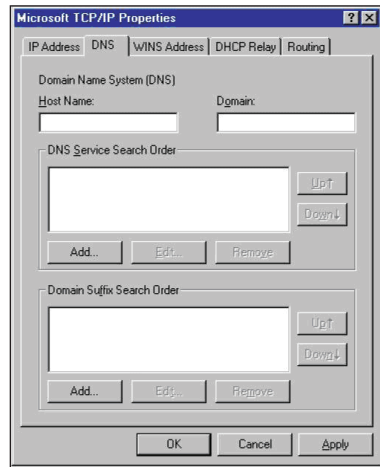 Microsoft TCP/IP Properties ? X
IP Address DNS WINS Address DHCP Relay Routing
Domain Name System (DNS)
Host Name: Domain:
DNS Service Search Order
Up↑
Down↓
Add... Edit... Remove
Domain Suffix Search Order
Up↑
Down↓
Add... Edit... Remove
OK Cancel Apply